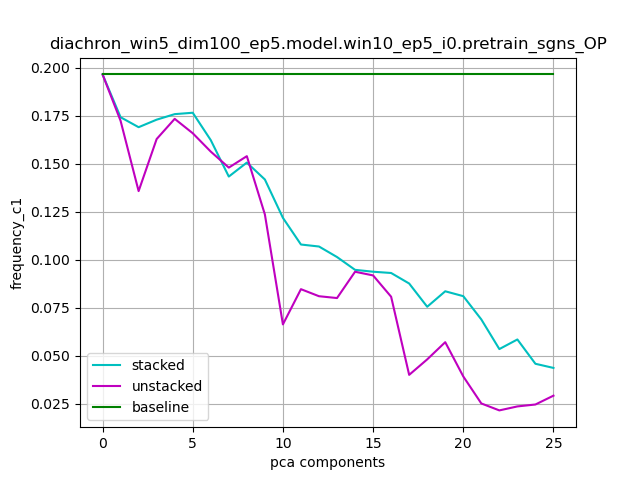 diachron_win5_dim100_ep5.model.win10_ep5_i0.pretrain_sgns_OP
0.200
0.175
0.150
0.125
0.100
0.075
0.050
0.025
frequency_c1
stacked
unstacked
baseline
0 5 10 15 20 25
pca components